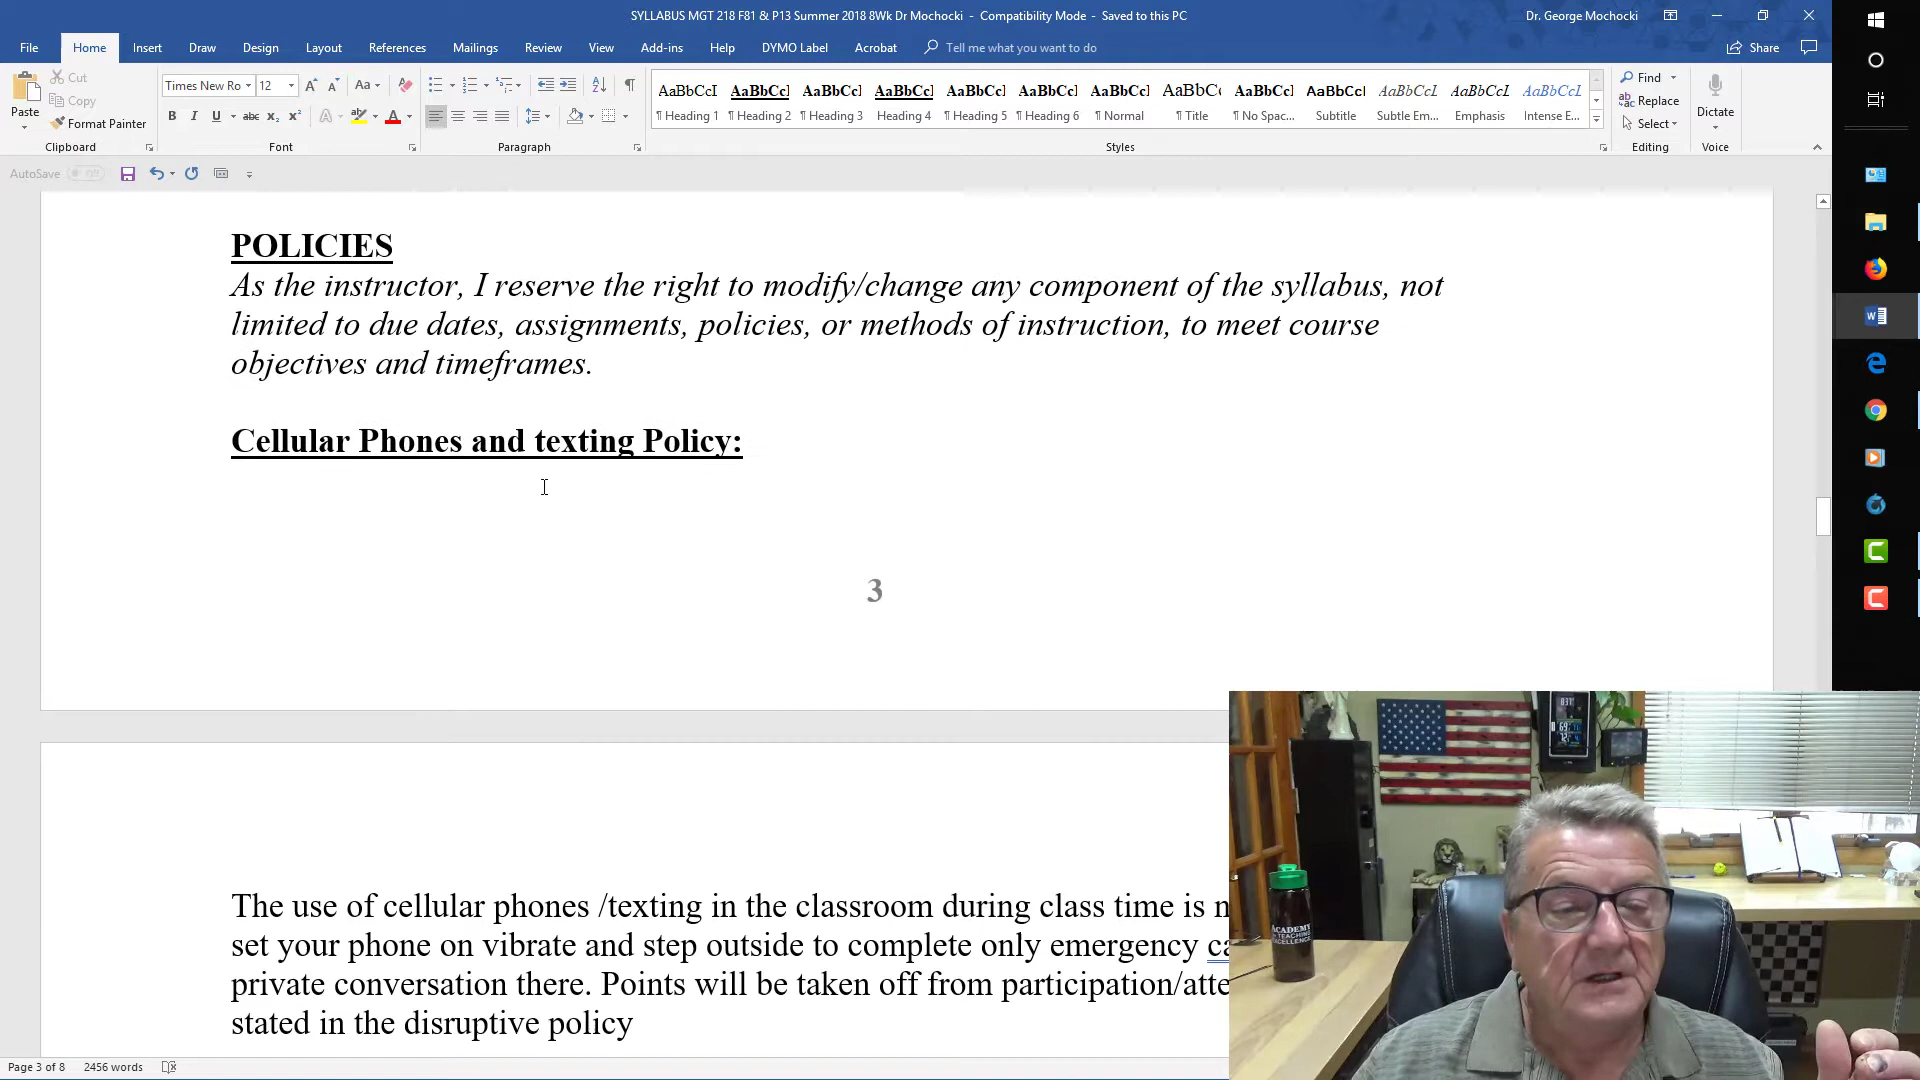 SYLLABUS MGT 218 F81 & P13 Summer 2018 8Wk Dr Mochocki - Compatibility Mode - Saved to this PC
Dr. George Mochocki
File Home Insert Draw Design Layout References Mailings Review View Add-ins Help DYMO Label Acrobat Tell me what you want to do Share
Paste
Cut
Copy
Format Painter
Clipboard
Times New Ro 12
Font
Paragraph
AaBbCcI AaBbCcI AaBbCcI AaBbCcI AaBbCcI AaBbCcI AaBbCcI AaBbCc AaBbCcI AaBbCcI AaBbCcL AaBbCcL AaBbCcL
¶ Heading 1 ¶ Heading 2 ¶ Heading 3 Heading 4 ¶ Heading 5 ¶ Heading 6 ¶ Normal ¶ Title ¶ No Spac... Subtitle Subtle Em... Emphasis Intense E...
Styles
Find
Replace
Select
Editing
Dictate
Voice
AutoSave Off
POLICIES
As the instructor, I reserve the right to modify/change any component of the syllabus, not
limited to due dates, assignments, policies, or methods of instruction, to meet course
objectives and timeframes.
Cellular Phones and texting Policy:
3
The use of cellular phones /texting in the classroom during class time is n
set your phone on vibrate and step outside to complete only emergency ca
private conversation there. Points will be taken off from participation/atte
stated in the disruptive policy
ACADEMY
TEACHING
EXCELLENCE
Page 3 of 8 2456 words